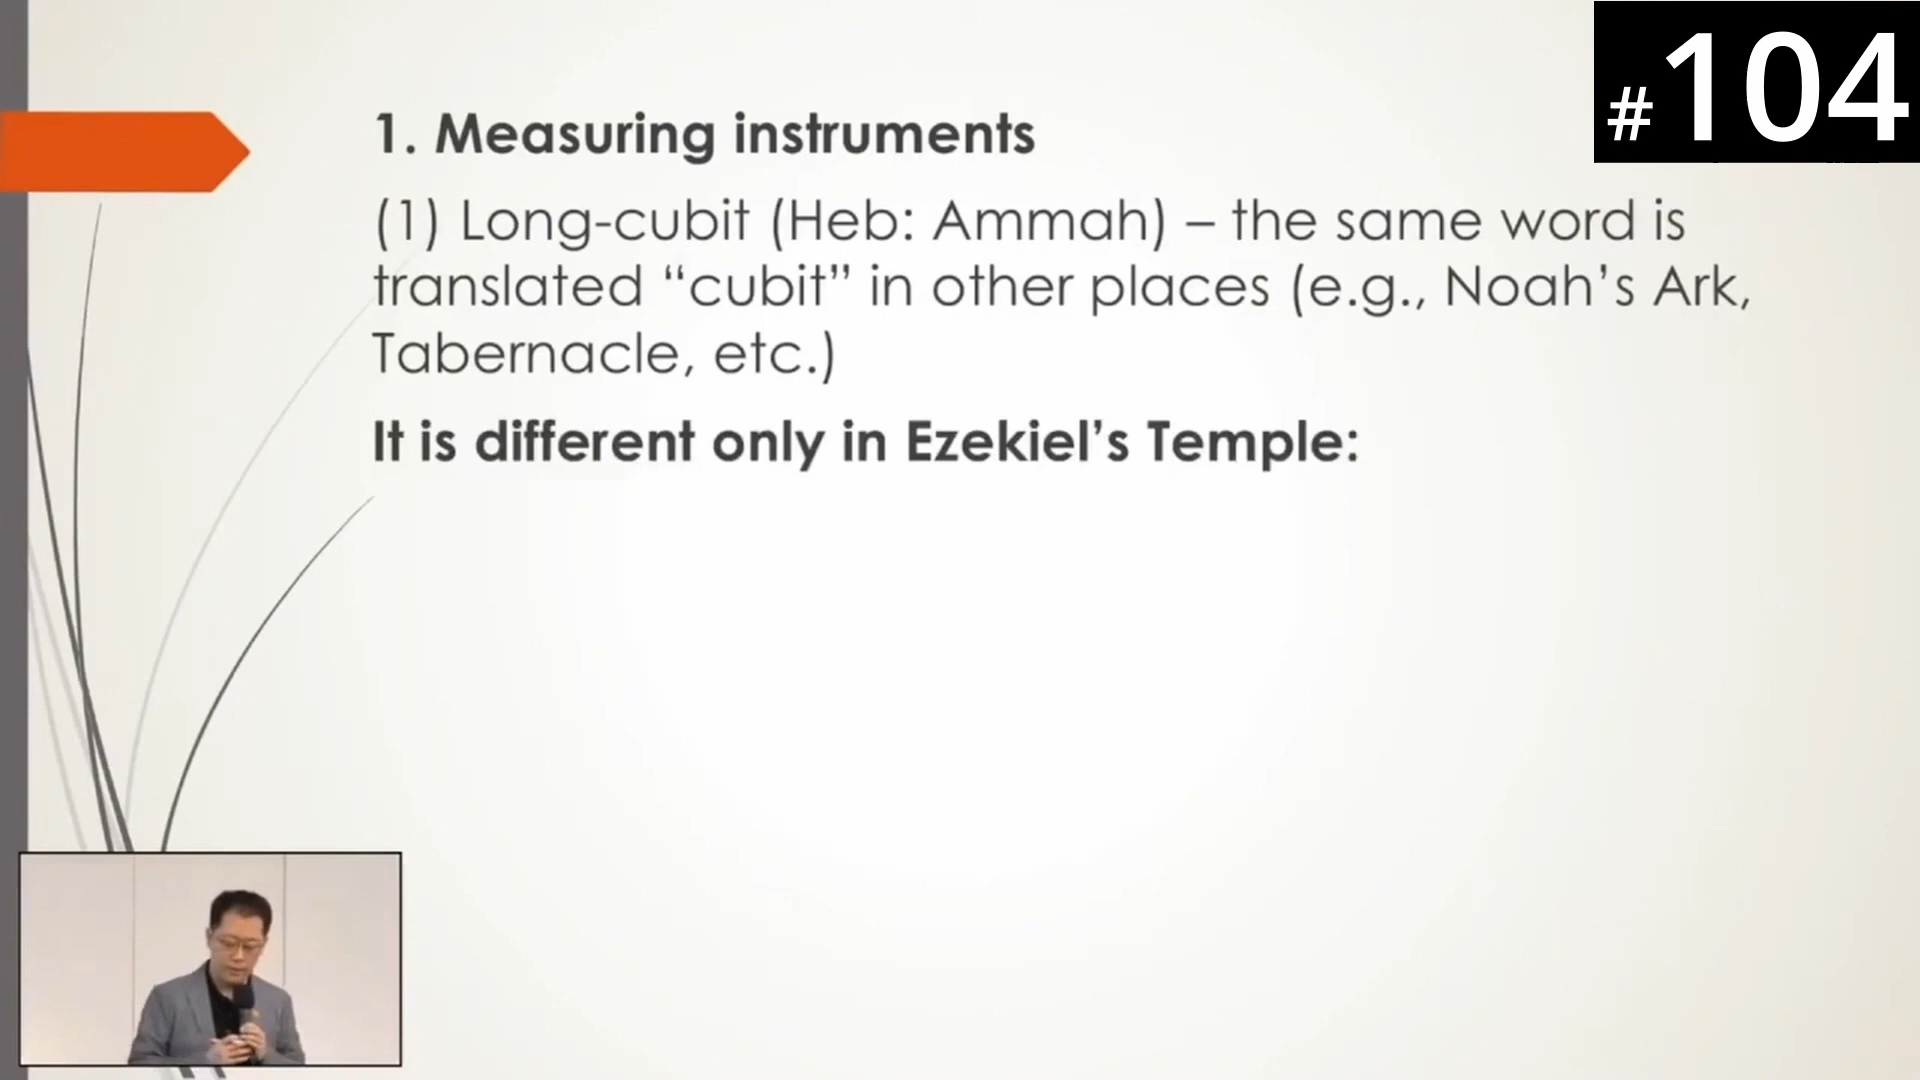 #104
1. Measuring instruments
(1) Long-cubit (Heb: Ammah) – the same word is
translated “cubit” in other places (e.g., Noah’s Ark,
Tabernacle, etc.)
It is different only in Ezekiel’s Temple: